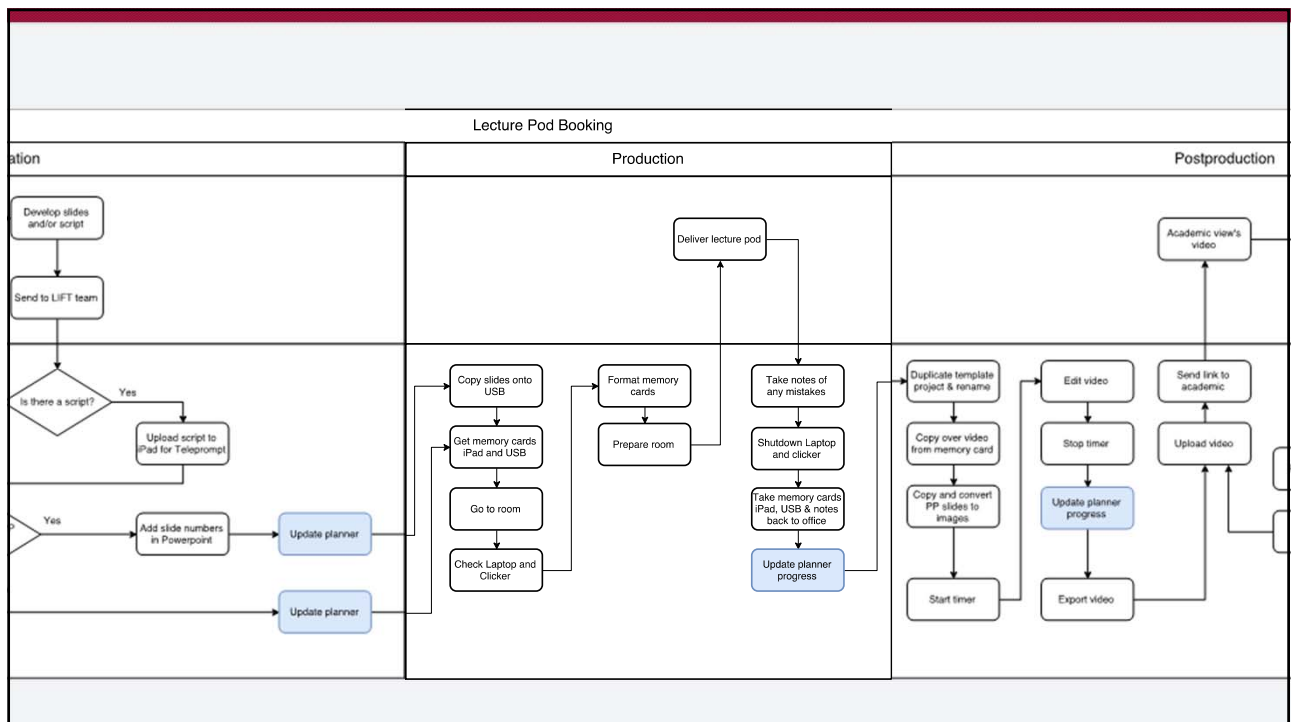 Lecture Pod Booking
ation
Production
Postproduction
Develop slides
and/or script
Send to LIFT team
Is there a script?
Yes
Upload script to
iPad for Teleprompt
Yes
Add slide numbers
in Powerpoint
Update planner
Update planner
Copy slides onto
USB
Get memory cards
iPad and USB
Go to room
Check Laptop and
Clicker
Format memory
cards
Prepare room
Deliver lecture pod
Take notes of
any mistakes
Shutdown Laptop
and clicker
Take memory cards
iPad, USB & notes
back to office
Update planner
progress
Duplicate template
project & rename
Copy over video
from memory card
Copy and convert
PP slides to
images
Start timer
Edit video
Stop timer
Update planner
progress
Export video
Upload video
Send link to
academic
Academic view's
video